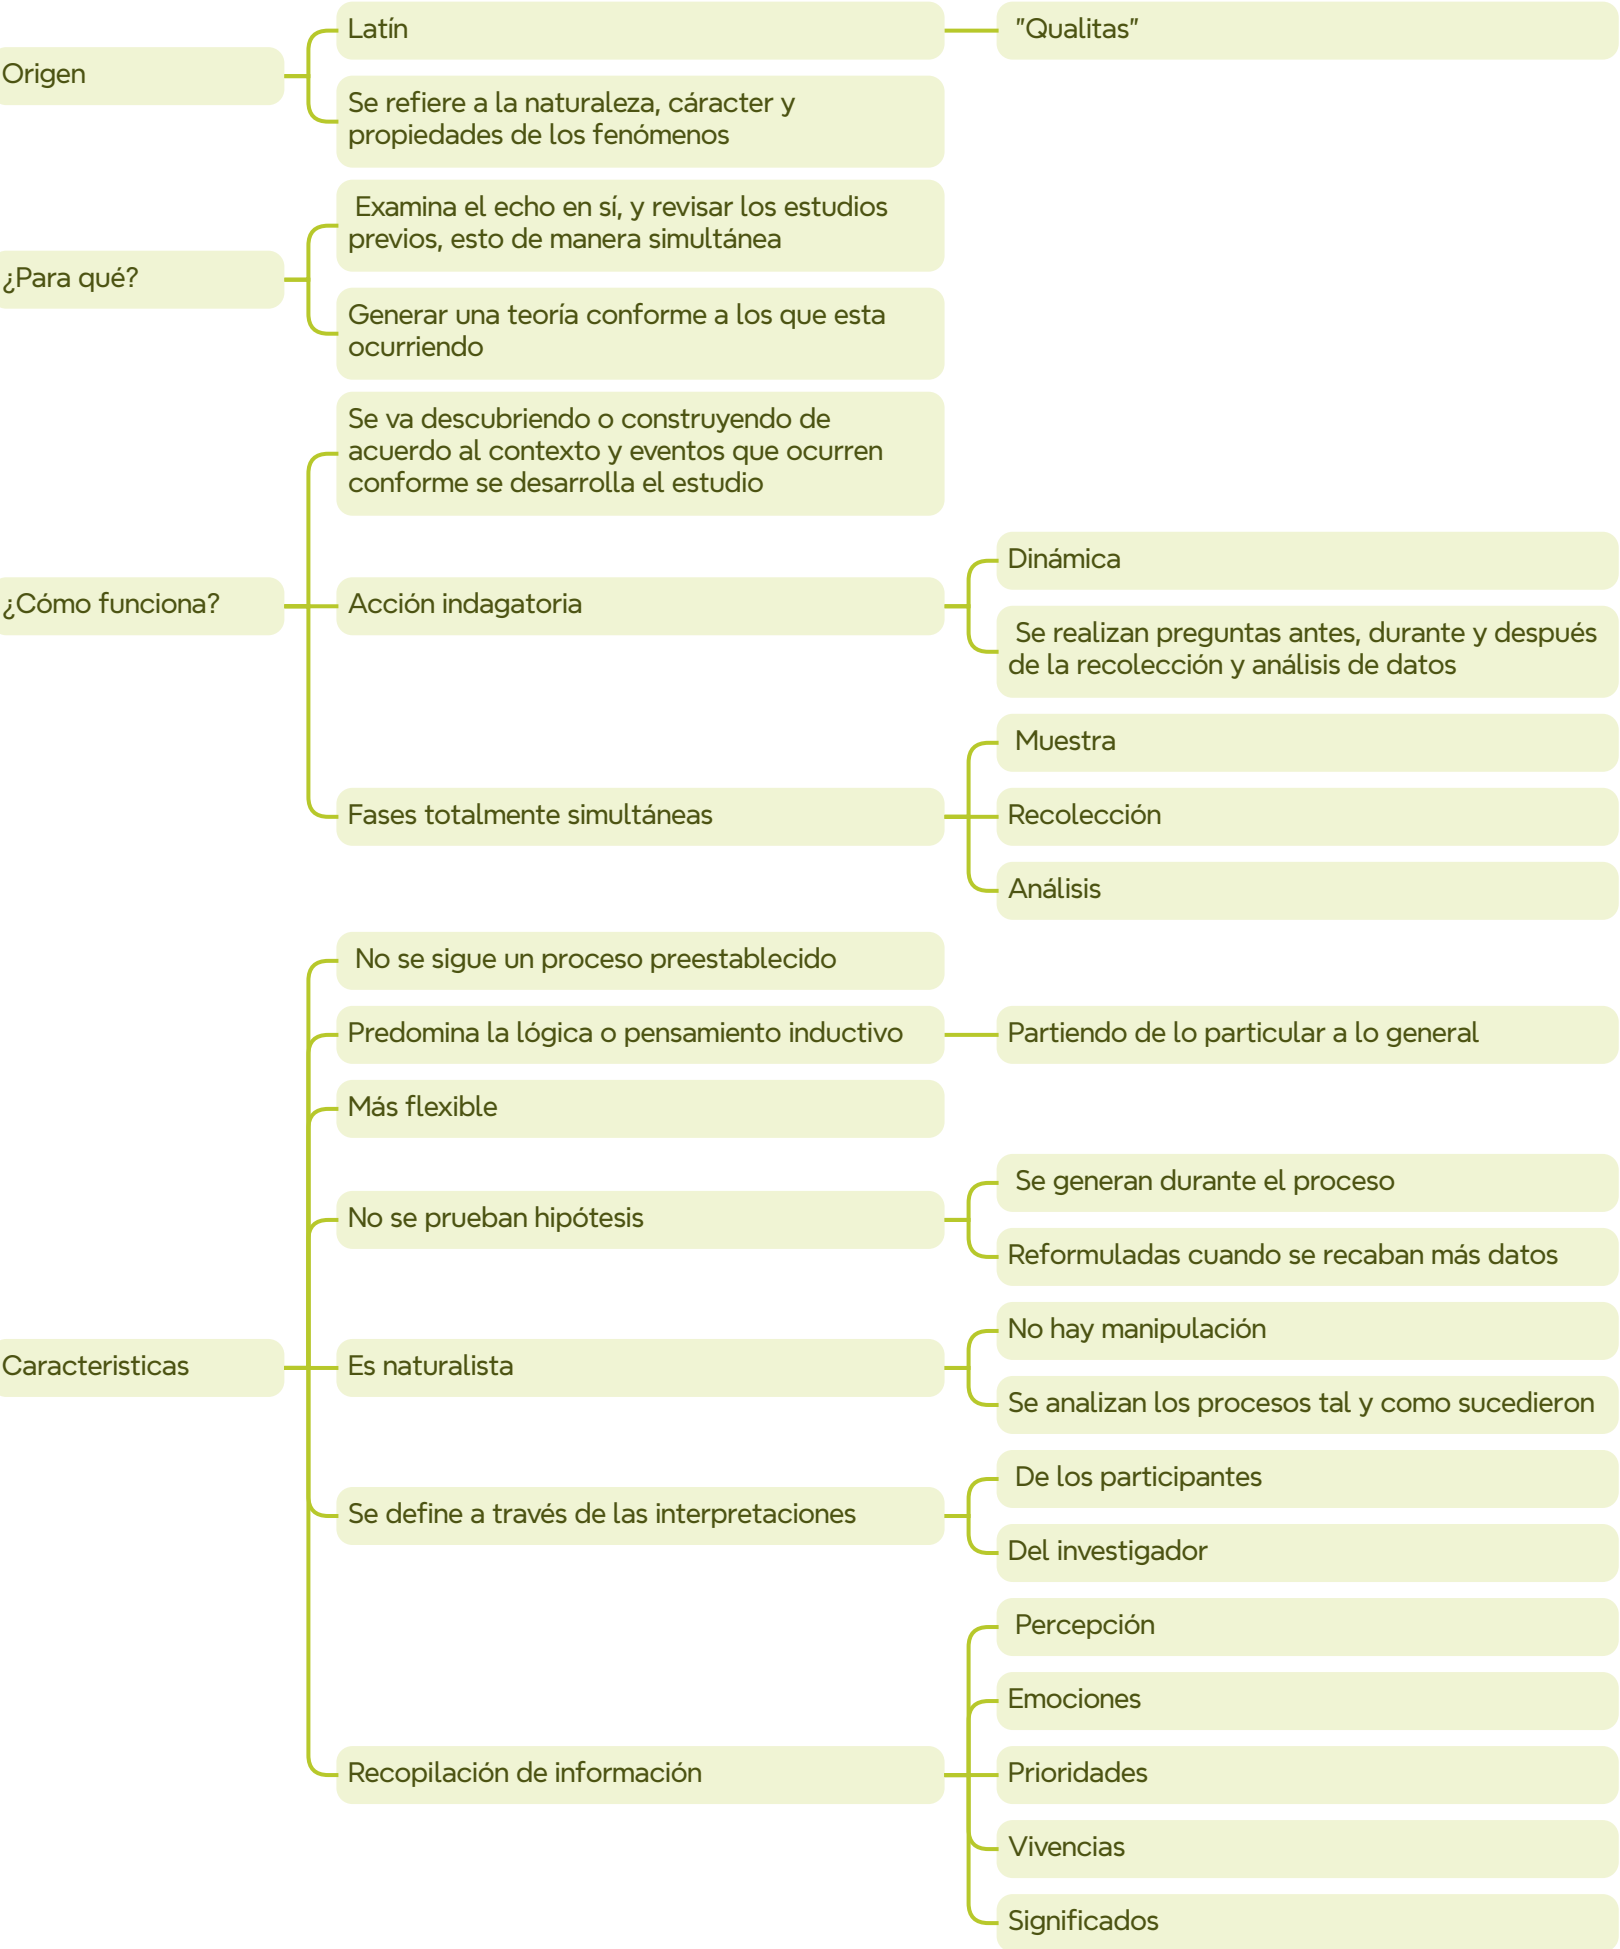 Origen
Latín
"Qualitas"
Se refiere a la naturaleza, cáracter y
propiedades de los fenómenos
¿Para qué?
Examina el echo en sí, y revisar los estudios
previos, esto de manera simultánea
Generar una teoría conforme a los que esta
ocurriendo
¿Cómo funciona?
Se va descubriendo o construyendo de
acuerdo al contexto y eventos que ocurren
conforme se desarrolla el estudio
Acción indagatoria
Dinámica
Se realizan preguntas antes, durante y después
de la recolección y análisis de datos
Fases totalmente simultáneas
Muestra
Recolección
Análisis
Caracteristicas
No se sigue un proceso preestablecido
Predomina la lógica o pensamiento inductivo
Partiendo de lo particular a lo general
Más flexible
No se prueban hipótesis
Se generan durante el proceso
Reformuladas cuando se recaban más datos
Es naturalista
No hay manipulación
Se analizan los procesos tal y como sucedieron
Se define a través de las interpretaciones
De los participantes
Del investigador
Recopilación de información
Percepción
Emociones
Prioridades
Vivencias
Significados